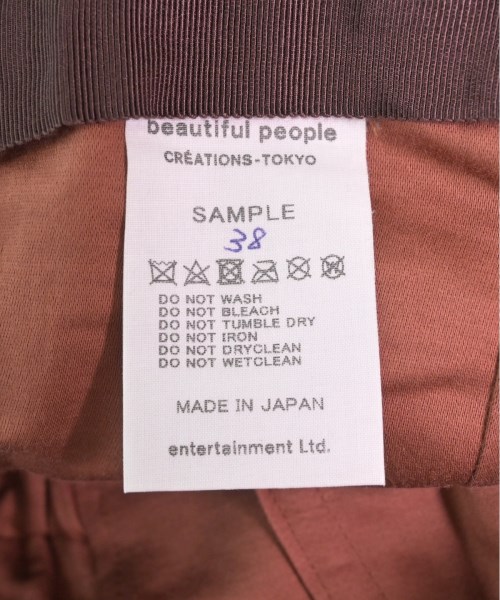 beautiful people
CRÉATIONS-TOKYO
SAMPLE
38
DO NOT WASH
DO NOT BLEACH
DO NOT TUMBLE DRY
DO NOT IRON
DO NOT DRYCLEAN
DO NOT WETCLEAN
MADE IN JAPAN
entertainment Ltd.